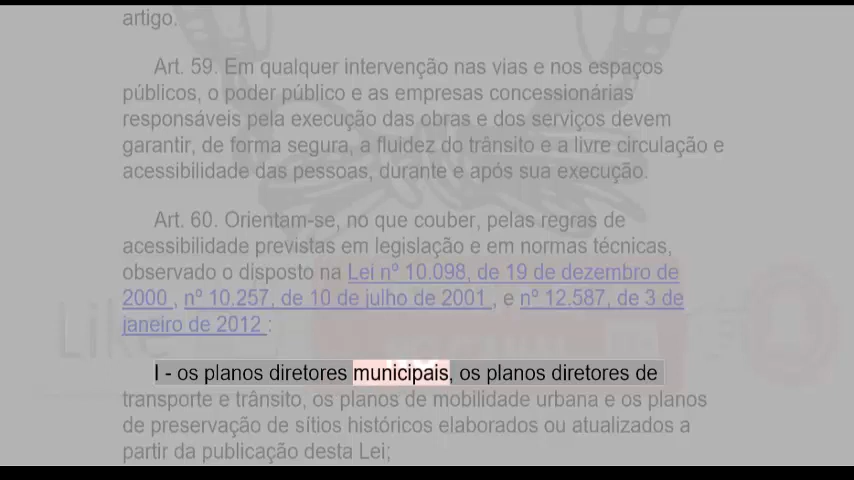 artigo.
Art. 59. Em qualquer intervenção nas vias e nos espaços
públicos, o poder público e as empresas concessionárias
responsáveis pela execução das obras e dos serviços devem
garantir, de forma segura, a fluidez do trânsito e a livre circulação e
acessibilidade das pessoas, durante e após sua execução.
Art. 60. Orientam-se, no que couber, pelas regras de
acessibilidade previstas em legislação e em normas técnicas,
observado o disposto na Lei nº 10.098, de 19 de dezembro de
2000 , nº 10.257, de 10 de julho de 2001 , e nº 12.587, de 3 de
janeiro de 2012 :
Like
I - os planos diretores municipais, os planos diretores de
transporte e trânsito, os planos de mobilidade urbana e os planos
de preservação de sítios históricos elaborados ou atualizados a
partir da publicação desta Lei;